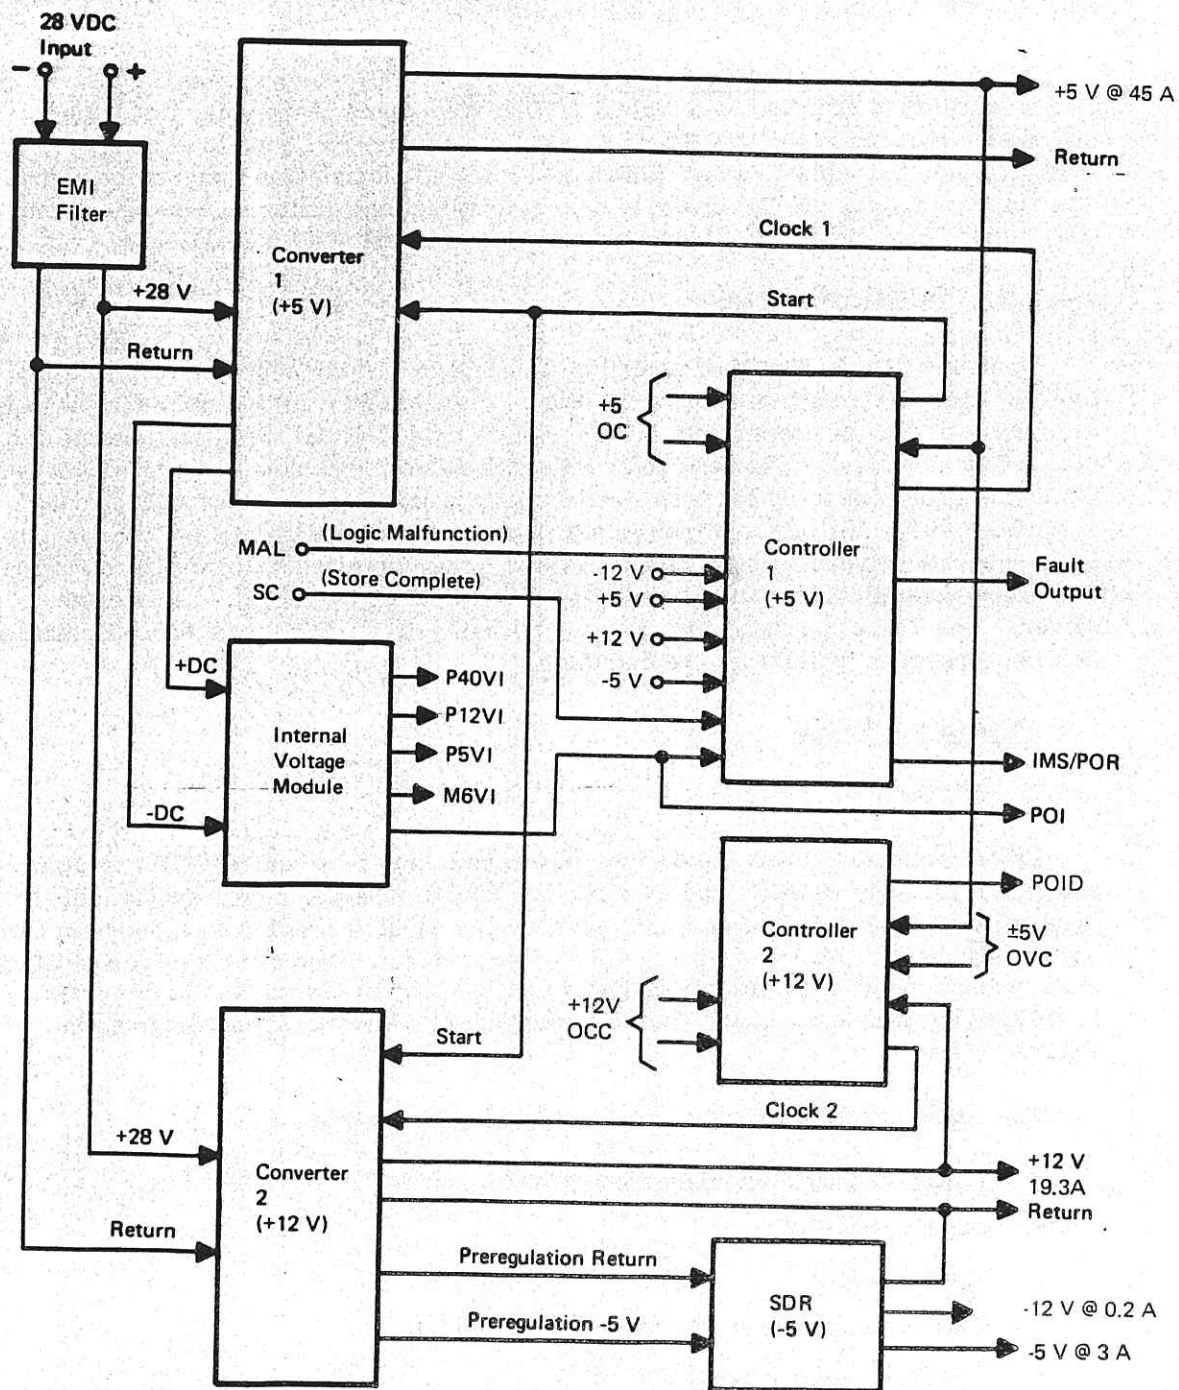 28 VDC
Input
- +
EMI
Filter
+5 V @ 45 A
Return
Clock 1
Converter
1
(+5 V)
+28 V
Start
Return
+5
OC
MAL (Logic Malfunction)
SC (Store Complete)
-12 V
+5 V
+12 V
-5 V
Controller
1
(+5 V)
Fault
Output
+DC
P40VI
P12VI
P5VI
M6VI
Internal
Voltage
Module
-DC
IMS/POR
POI
POID
Controller
2
(+12 V)
±5V
OVC
+12V
OCC
Start
Clock 2
+28 V
Converter
2
(+12 V)
+12 V
19.3A
Return
Return
Preregulation Return
Preregulation -5 V
SDR
(-5 V)
-12 V @ 0.2 A
-5 V @ 3 A